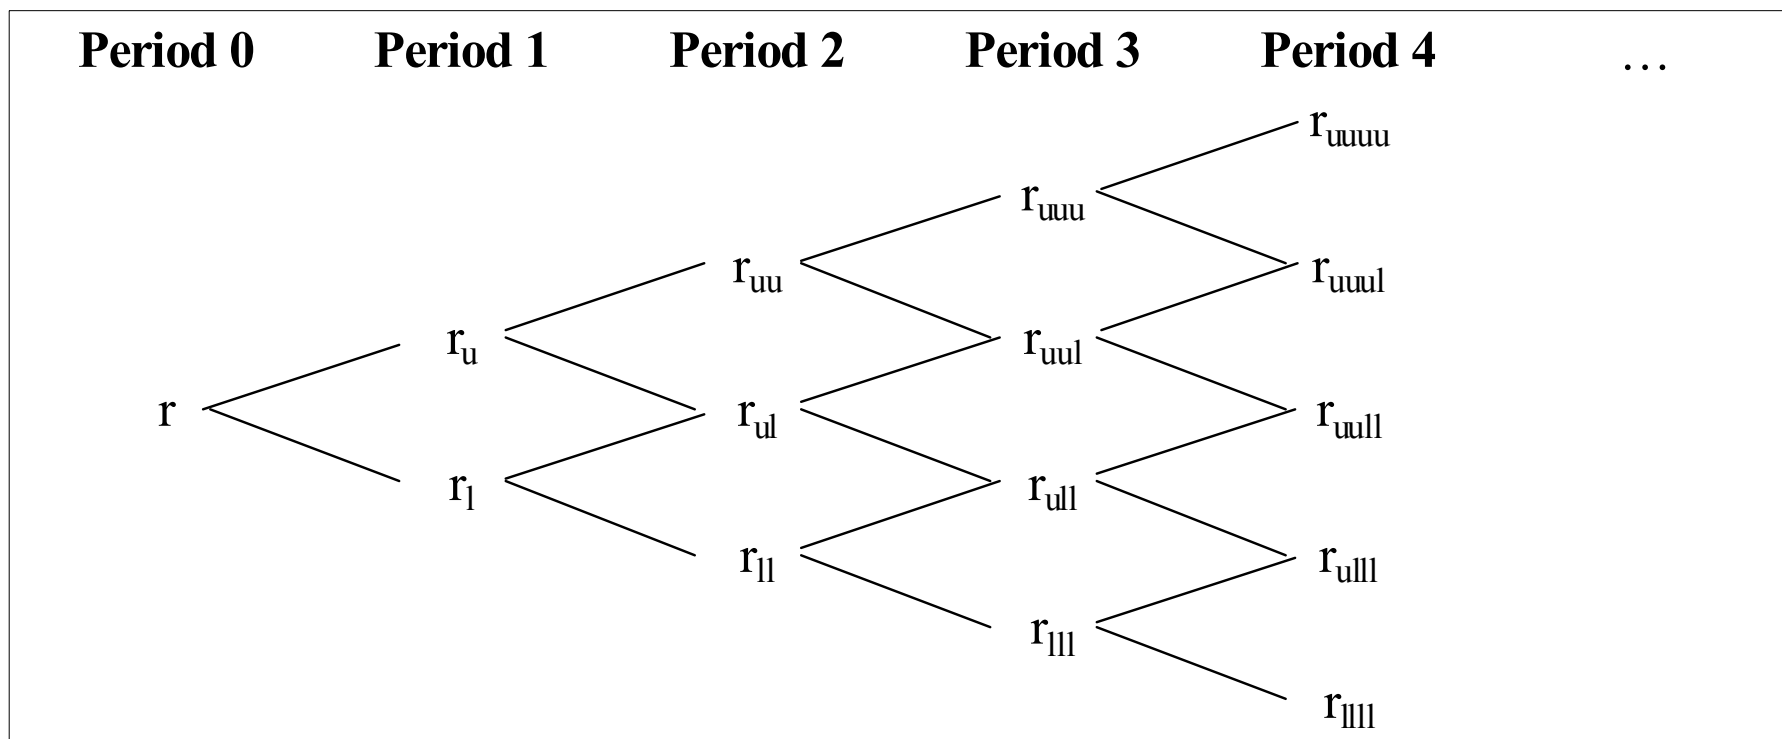 Period 0 Period 1 Period 2 Period 3 Period 4 ...
r_uuuu
r_uuu
r_uu r_uuul
r_u r_uul
r r_ul r_uull
r_l r_ull
r_ll r_ulll
r_lll
r_llll